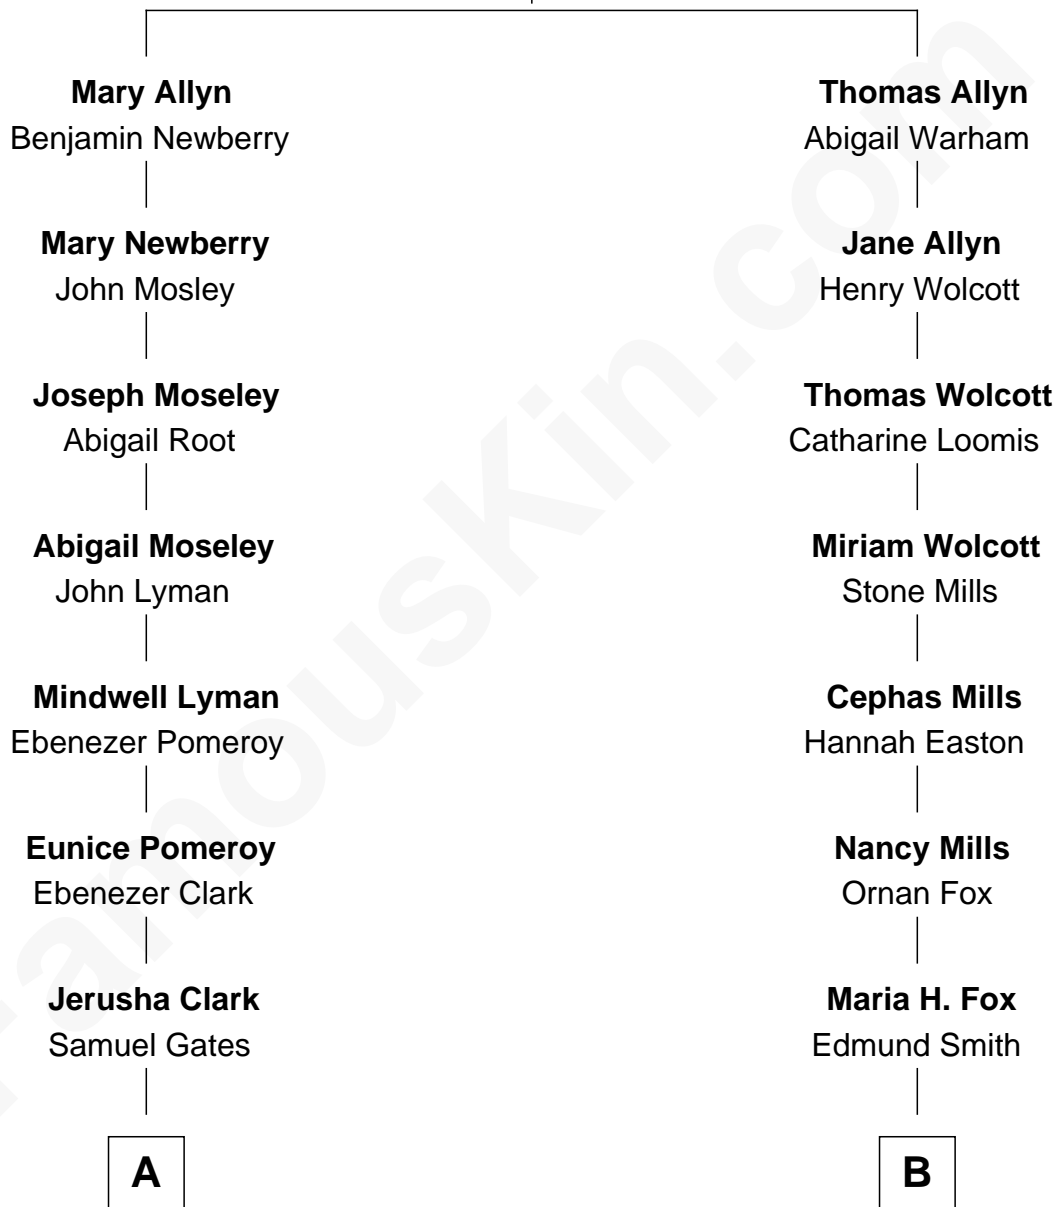 Mary Allyn
Benjamin Newberry
Mary Newberry
John Mosley
Joseph Moseley
Abigail Root
Abigail Moseley
John Lyman
Mindwell Lyman
Ebenezer Pomeroy
Eunice Pomeroy
Ebenezer Clark
Jerusha Clark
Samuel Gates
A
Thomas Allyn
Abigail Warham
Jane Allyn
Henry Wolcott
Thomas Wolcott
Catharine Loomis
Miriam Wolcott
Stone Mills
Cephas Mills
Hannah Easton
Nancy Mills
Ornan Fox
Maria H. Fox
Edmund Smith
B
FamousKin.com